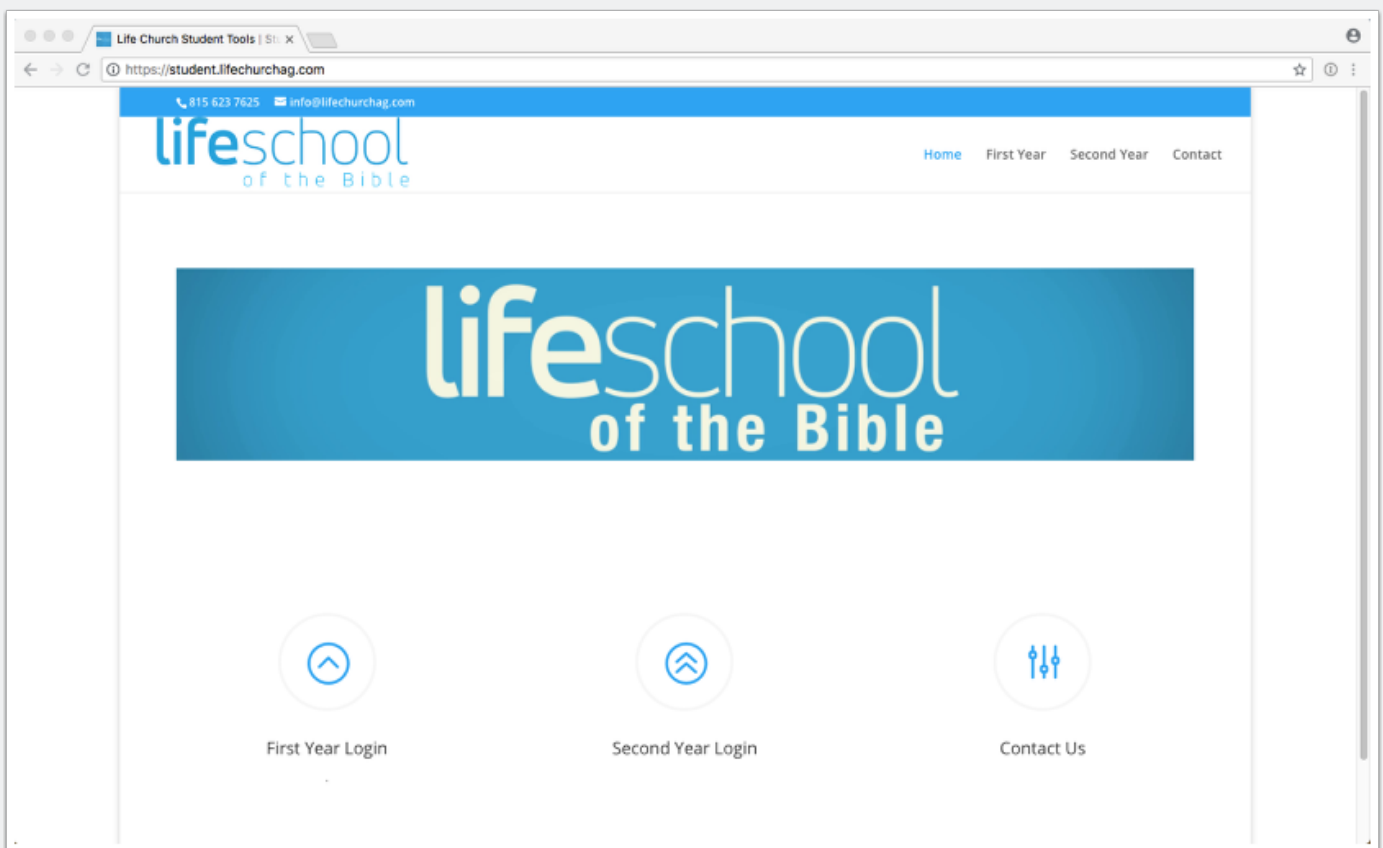 Life Church Student Tools | St
https://student.lifechurchag.com
815 623 7625 info@lifechurchag.com
lifeschool
of the Bible
Home First Year Second Year Contact
lifeschool
of the Bible
First Year Login Second Year Login Contact Us